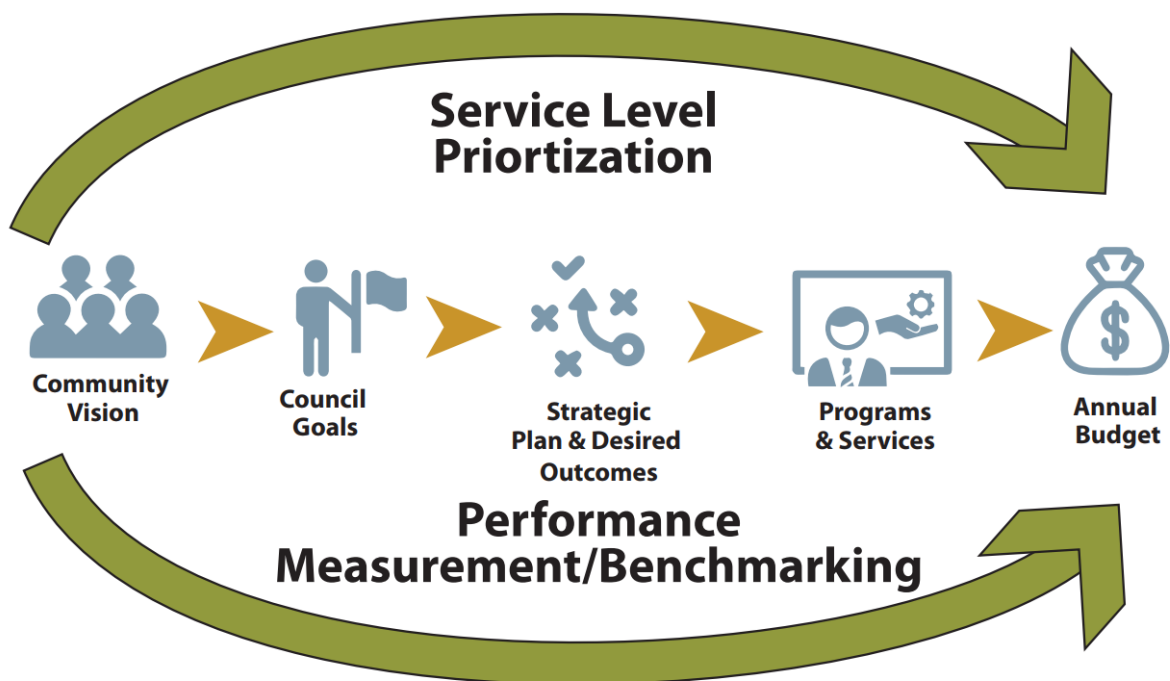 Service Level
Priortization
Community
Vision
Council
Goals
Strategic
Plan & Desired
Outcomes
Programs
& Services
$
Annual
Budget
Performance
Measurement/Benchmarking